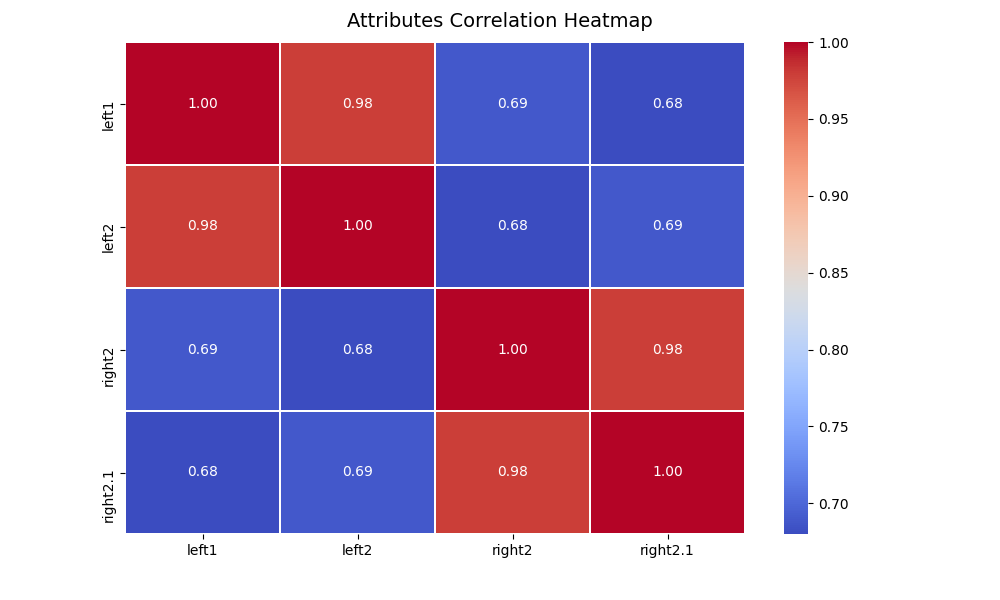 Attributes Correlation Heatmap
left1 1.00 0.98 0.69 0.68
left2 0.98 1.00 0.68 0.69
right2 0.69 0.68 1.00 0.98
right2.1 0.68 0.69 0.98 1.00
left1 left2 right2 right2.1
1.00
0.95
0.90
0.85
0.80
0.75
0.70